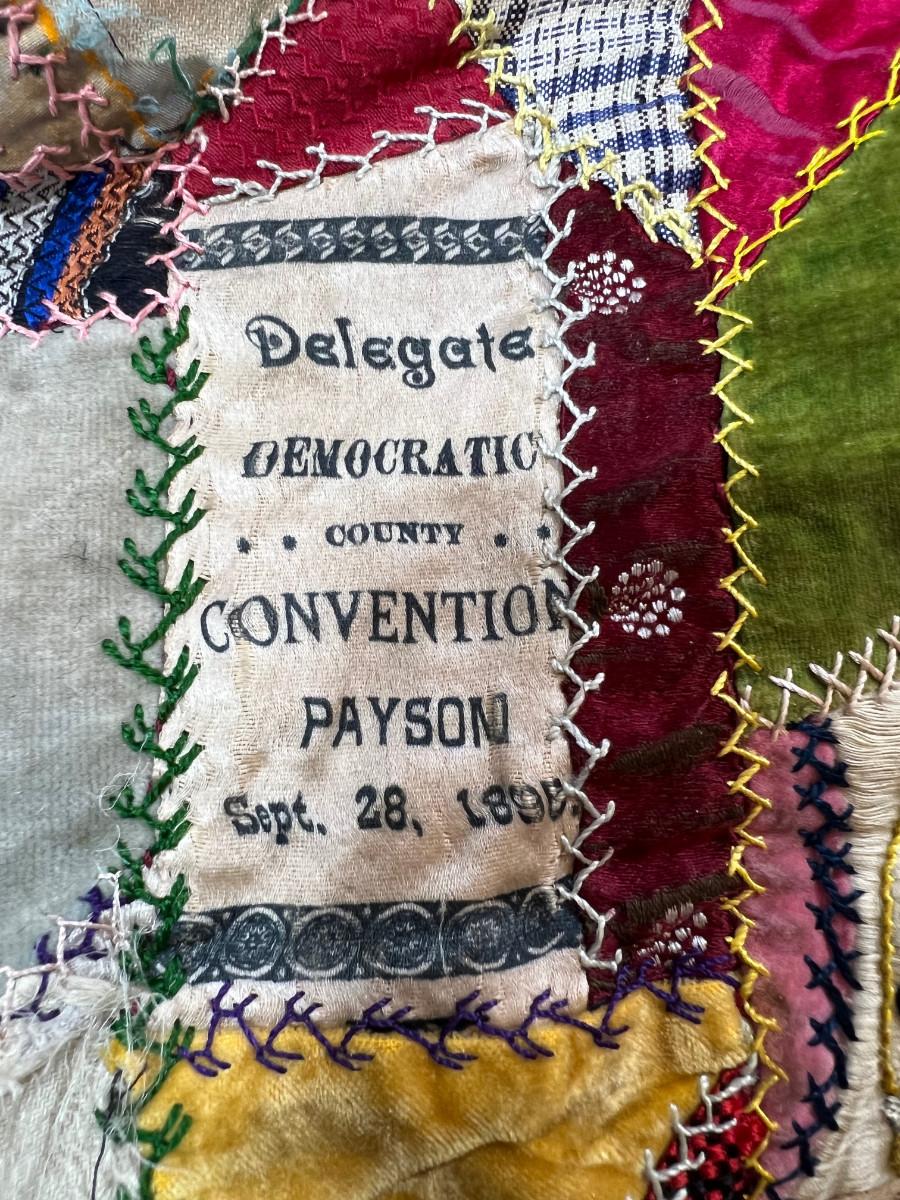 Delegate
DEMOCRATIC
• • COUNTY • •
CONVENTION
PAYSON
Sept. 28,